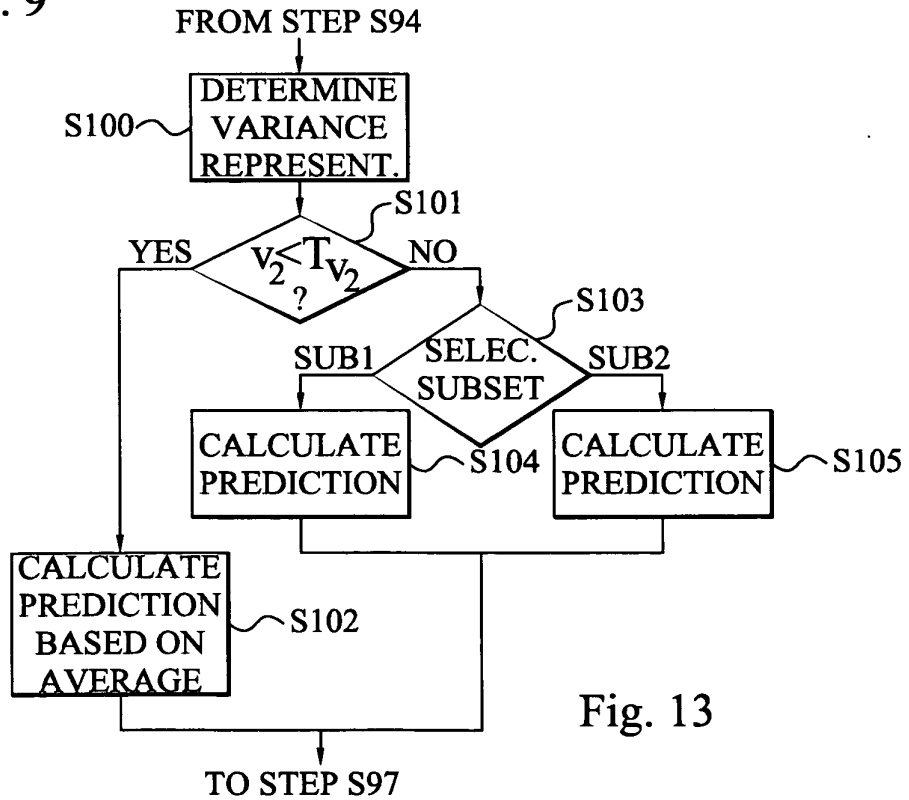 . 9
FROM STEP S94
DETERMINE
VARIANCE
REPRESENT.
S100
S101
YES
v2<Tv2
?
NO
S103
SELEC.
SUBSET
SUB1
SUB2
CALCULATE
PREDICTION
S104
CALCULATE
PREDICTION
S105
CALCULATE
PREDICTION
BASED ON
AVERAGE
S102
Fig. 13
TO STEP S97